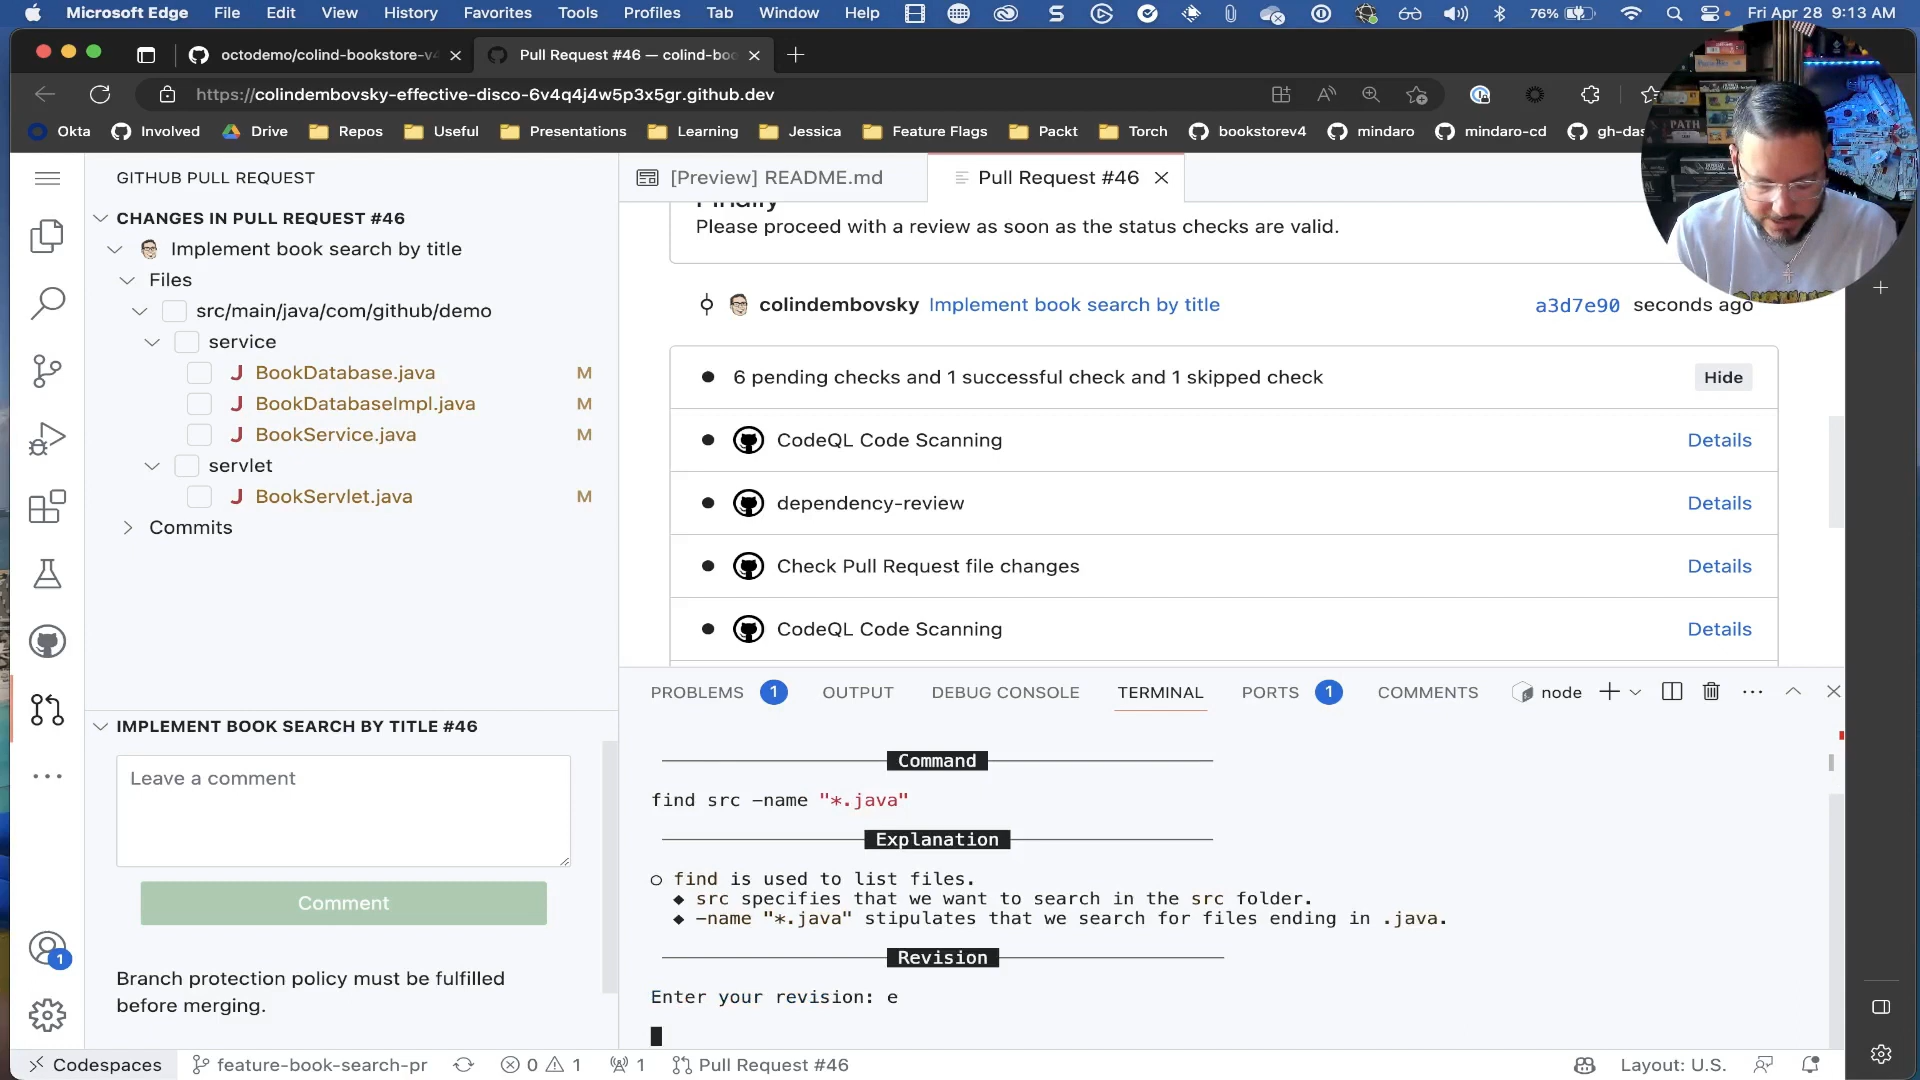 Microsoft Edge File Edit View History Favorites Tools Profiles Tab Window Help 76% Fri Apr 28 9:13 AM
octodemo/colind-bookstore-v4
Pull Request #46 — colind-boo
https://colindembovsky-effective-disco-6v4q4j4w5p3x5gr.github.dev
Okta Involved Drive Repos Useful Presentations Learning Jessica Feature Flags Packt Torch bookstorev4 mindaro mindaro-cd gh-das
PATH
GITHUB PULL REQUEST
CHANGES IN PULL REQUEST #46
Implement book search by title
Files
src/main/java/com/github/demo
service
J BookDatabase.java M
J BookDatabaseImpl.java M
J BookService.java M
servlet
J BookServlet.java M
Commits
IMPLEMENT BOOK SEARCH BY TITLE #46
Leave a comment
Comment
Branch protection policy must be fulfilled
before merging.
1
[Preview] README.md
Pull Request #46
Finally
Please proceed with a review as soon as the status checks are valid.
colindembovsky Implement book search by title a3d7e90 seconds ago
6 pending checks and 1 successful check and 1 skipped check Hide
CodeQL Code Scanning Details
dependency-review Details
Check Pull Request file changes Details
CodeQL Code Scanning Details
PROBLEMS 1 OUTPUT DEBUG CONSOLE TERMINAL PORTS 1 COMMENTS node
Command
find src -name "*.java"
Explanation
find is used to list files.
src specifies that we want to search in the src folder.
-name "*.java" stipulates that we search for files ending in .java.
Revision
Enter your revision: e
Codespaces feature-book-search-pr 0 1 1 Pull Request #46 Layout: U.S.